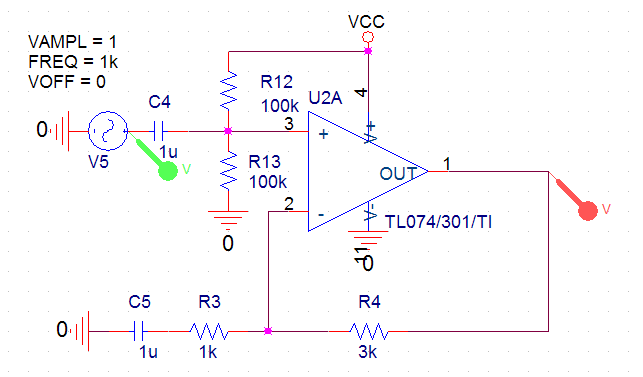 VCC
VAMPL = 1
FREQ = 1k
VOFF = 0
C4
1u
0
V5
V
R12
100k
R13
100k
0
U2A
4
3
+
V+
OUT
1
2
-
V-
11
0
TL074/301/TI
V
C5
1u
0
R3
1k
R4
3k